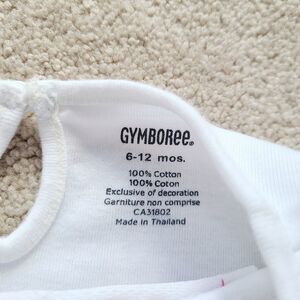 GYMBOREE®
6-12 mos.
100% Cotton
100% Coton
Exclusive of decoration
Garniture non comprise
CA31802
Made in Thailand